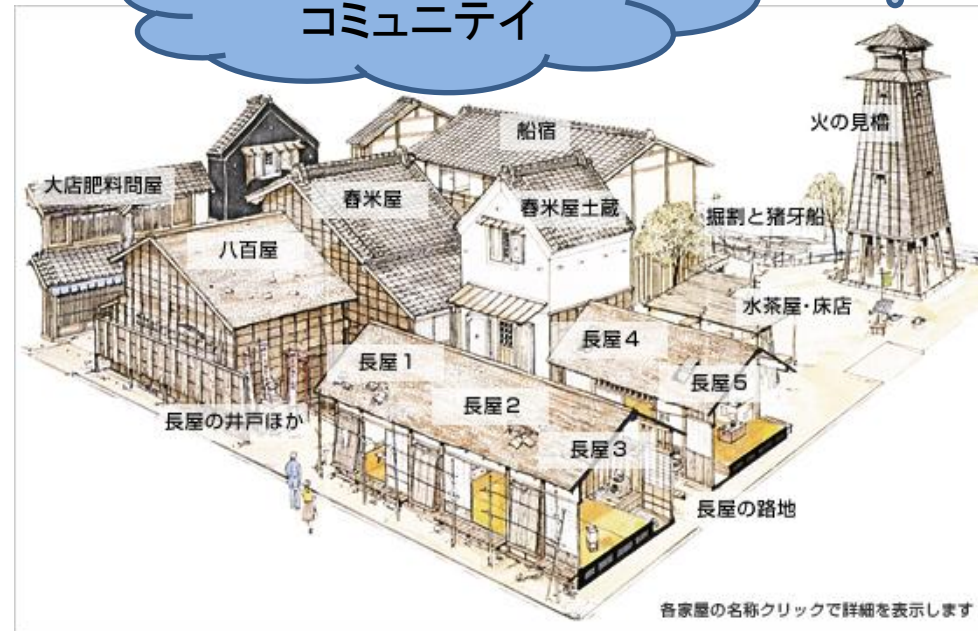 コミュニテイ
船宿
火の見櫓
大店肥料問屋
舂米屋
舂米屋土蔵
掘割と猪牙船
八百屋
水茶屋・床店
長屋1
長屋4
長屋5
長屋2
長屋の井戸ほか
長屋3
長屋の路地
各家屋の名称クリックで詳細を表示します